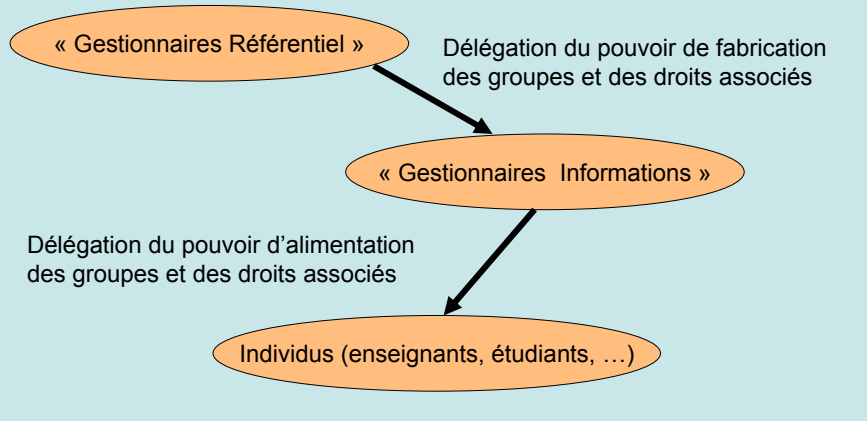 « Gestionnaires Référentiel »
Délégation du pouvoir de fabrication
des groupes et des droits associés
« Gestionnaires Informations »
Délégation du pouvoir d’alimentation
des groupes et des droits associés
Individus (enseignants, étudiants, …)